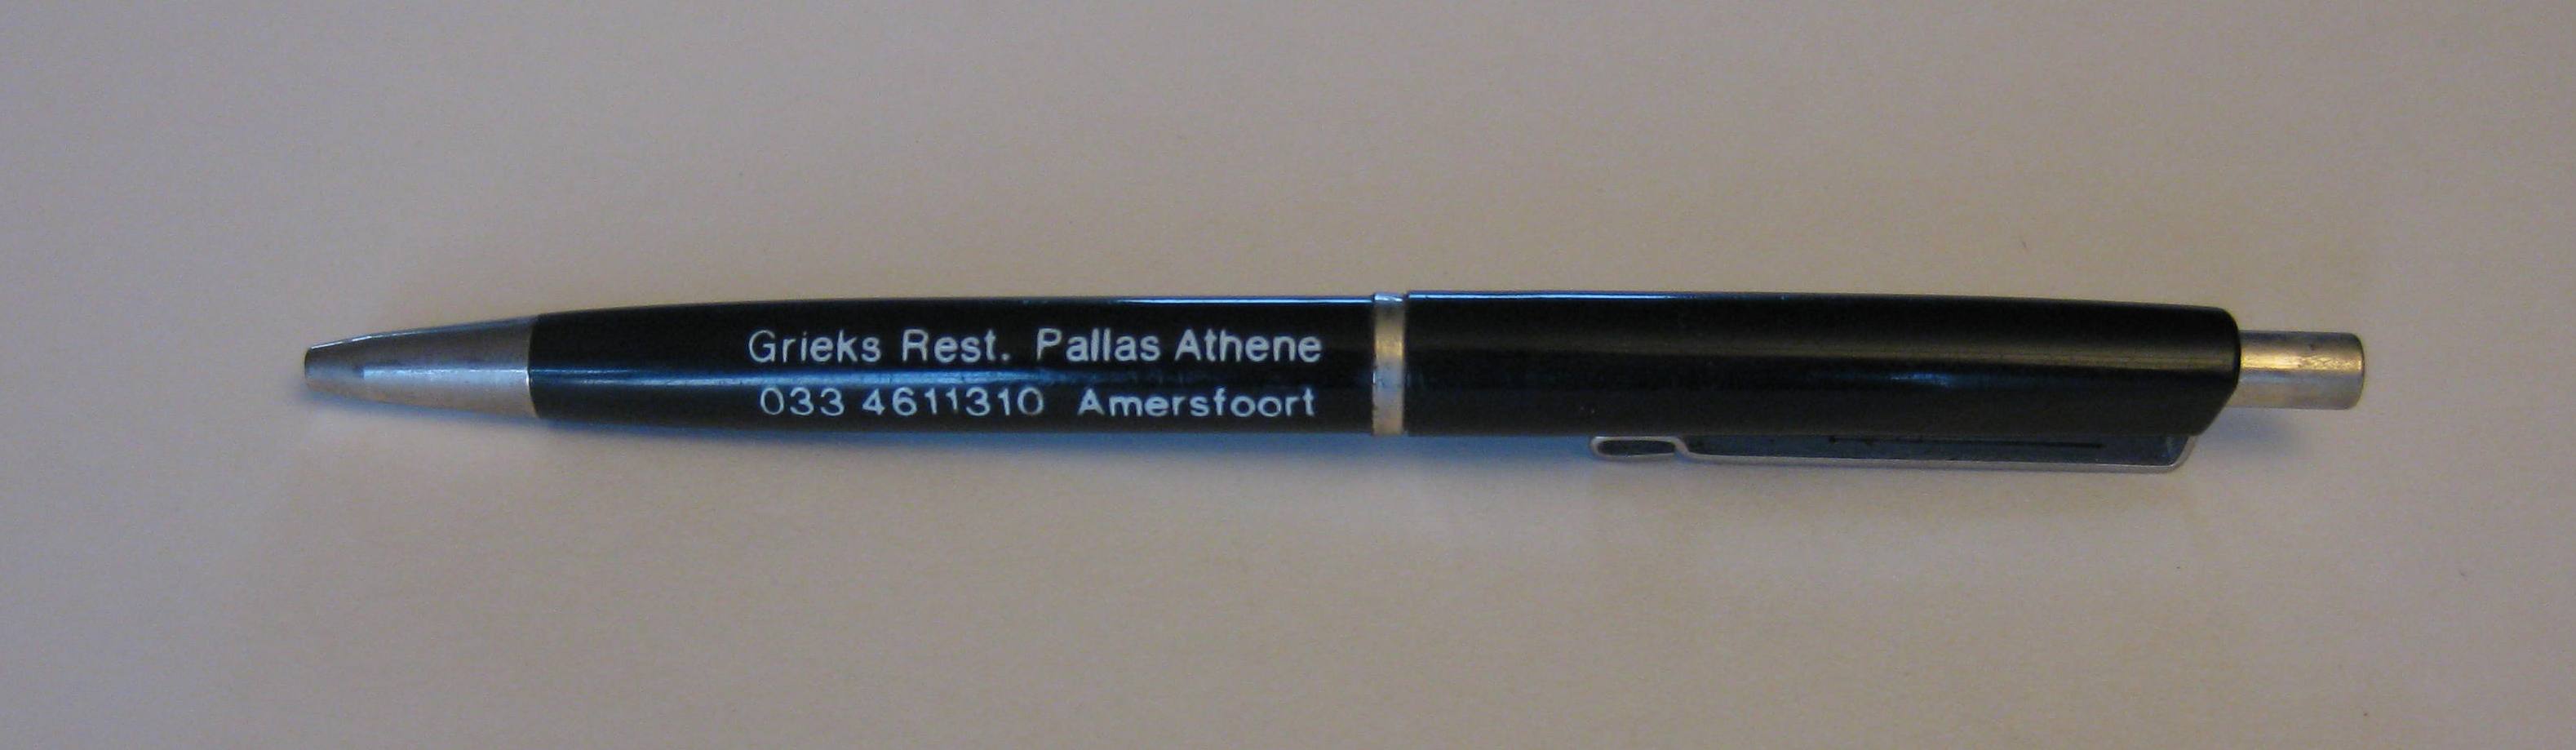 Grieks Rest. Pallas Athene
033 4611310 Amersfoort